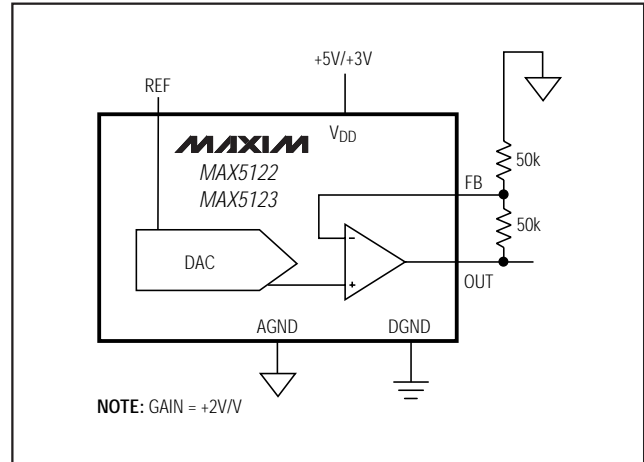 +5V/+3V
REF
VDD
MAXIM
MAX5122
MAX5123
50k
FB
50k
-
DAC
+
OUT
AGND
DGND
NOTE: GAIN = +2V/V